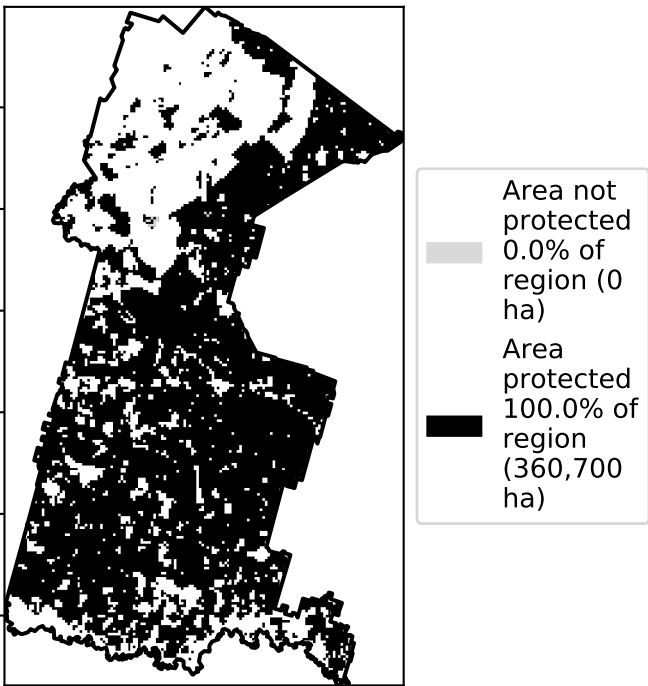 Area not
protected
0.0% of
region (0
ha)
Area
protected
100.0% of
region
(360,700
ha)